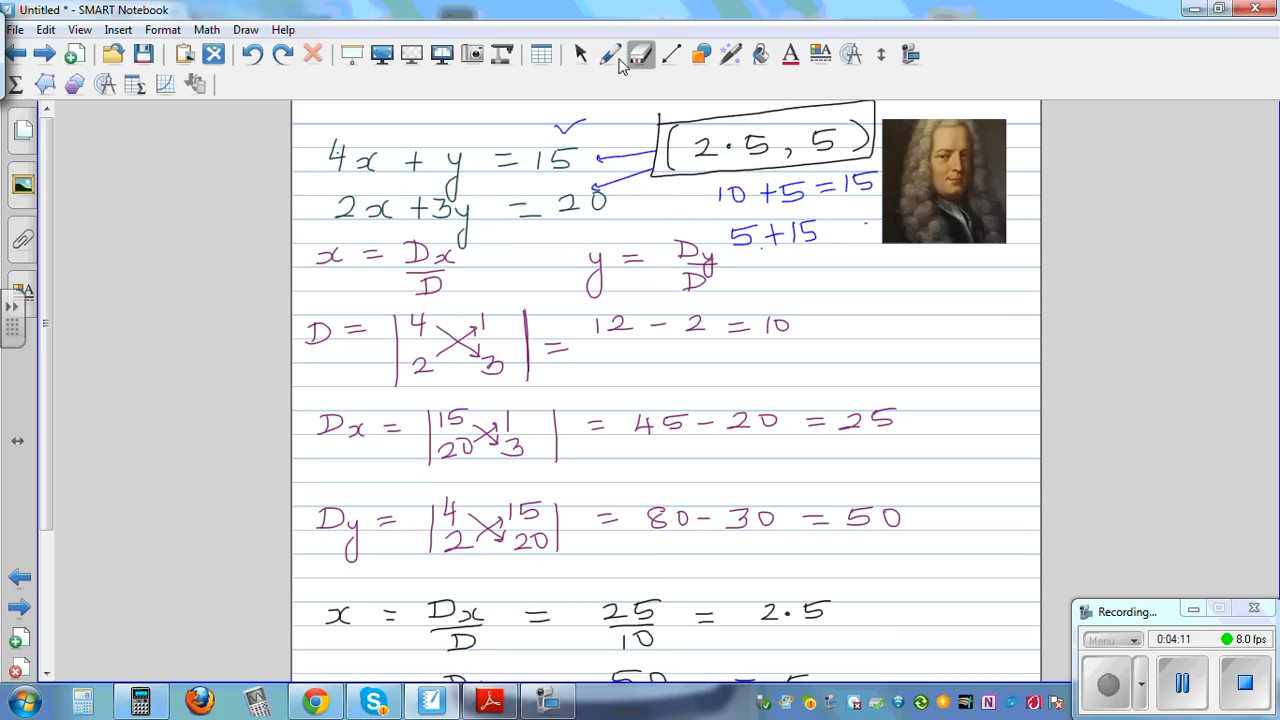 Untitled * - SMART Notebook
File Edit View Insert Format Math Draw Help
4x + y = 15 ✓
(2.5, 5)
2x + 3y = 20
10 + 5 = 15
5 + 15
x = Dx/D
y = Dy/D
D = |4 1
2 3| = 12 - 2 = 10
Dx = |15 1
20 3| = 45 - 20 = 25
Dy = |4 15
2 20| = 80 - 30 = 50
x = Dx/D = 25/10 = 2.5
Recording...
Menu
0:04:11
8.0 fps